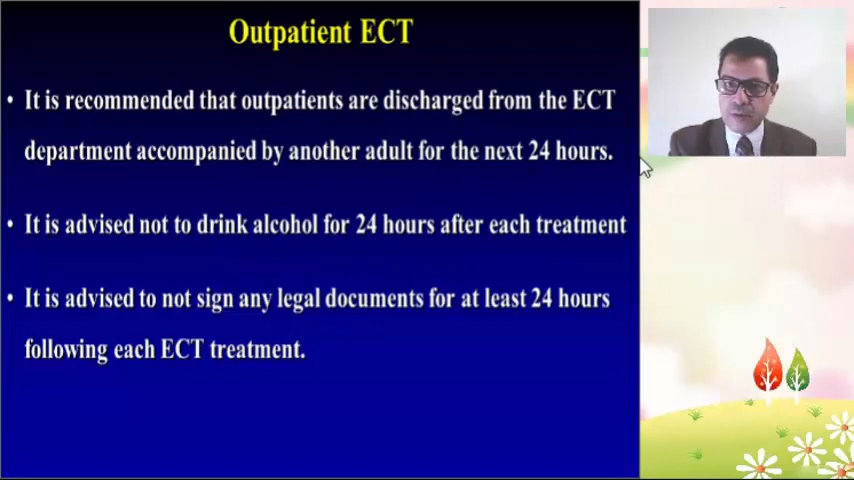 Outpatient ECT
• It is recommended that outpatients are discharged from the ECT
department accompanied by another adult for the next 24 hours.
• It is advised not to drink alcohol for 24 hours after each treatment
• It is advised to not sign any legal documents for at least 24 hours
following each ECT treatment.